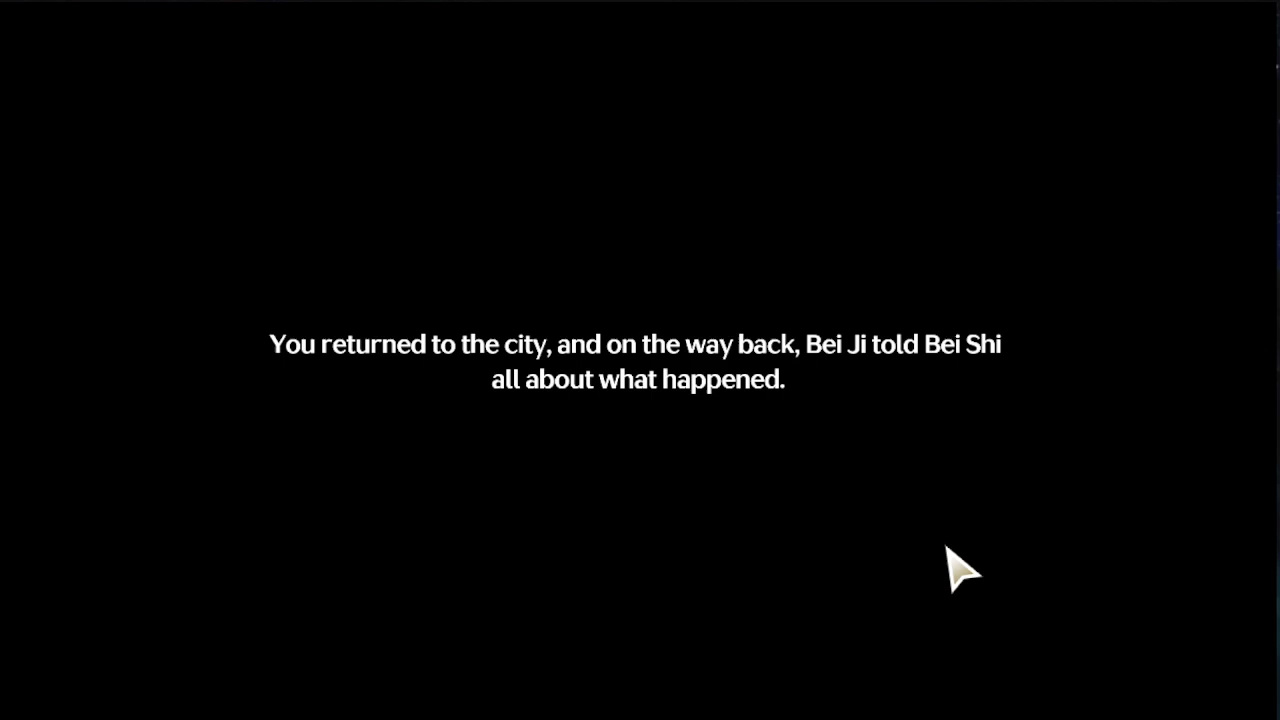 You returned to the city, and on the way back, Bei Ji told Bei Shi
all about what happened.